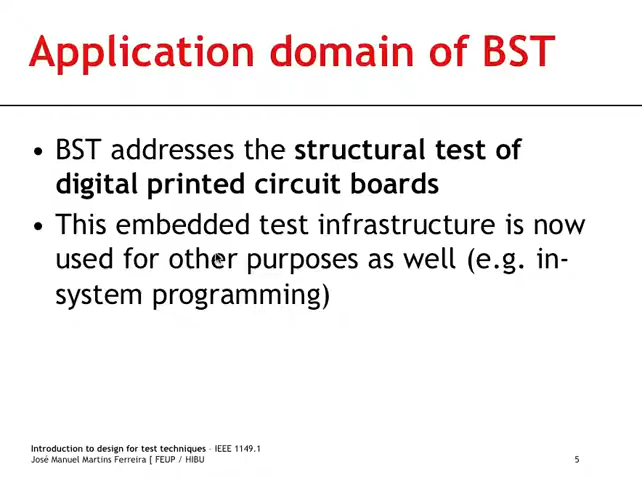 Application domain of BST
• BST addresses the structural test of
digital printed circuit boards
• This embedded test infrastructure is now
used for other purposes as well (e.g. in-
system programming)
Introduction to design for test techniques – IEEE 1149.1
José Manuel Martins Ferreira [ FEUP / HIBU
5